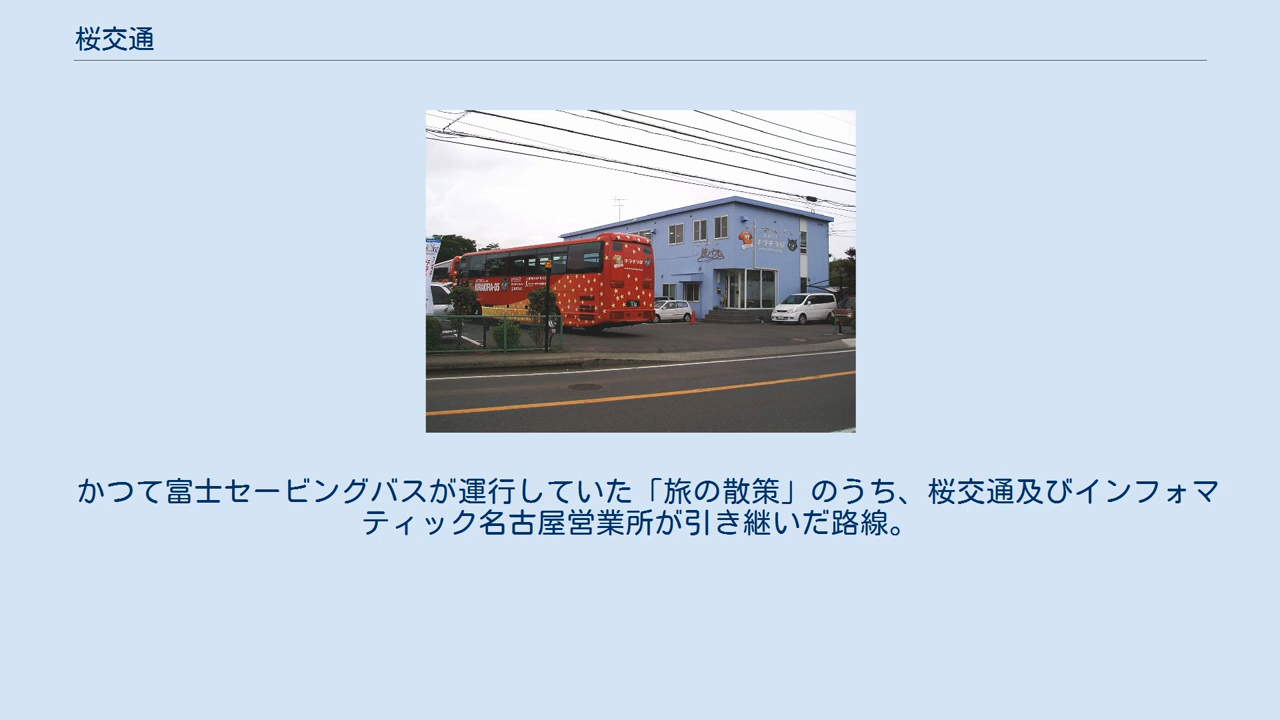 桜交通
かつて富士セービングバスが運行していた「旅の散策」のうち、桜交通及びインフォマ
ティック名古屋営業所が引き継いだ路線。